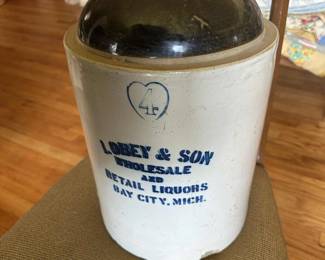 4
LOBEY & SON
WHOLESALE
AND
RETAIL LIQUORS
BAY CITY, MICH.